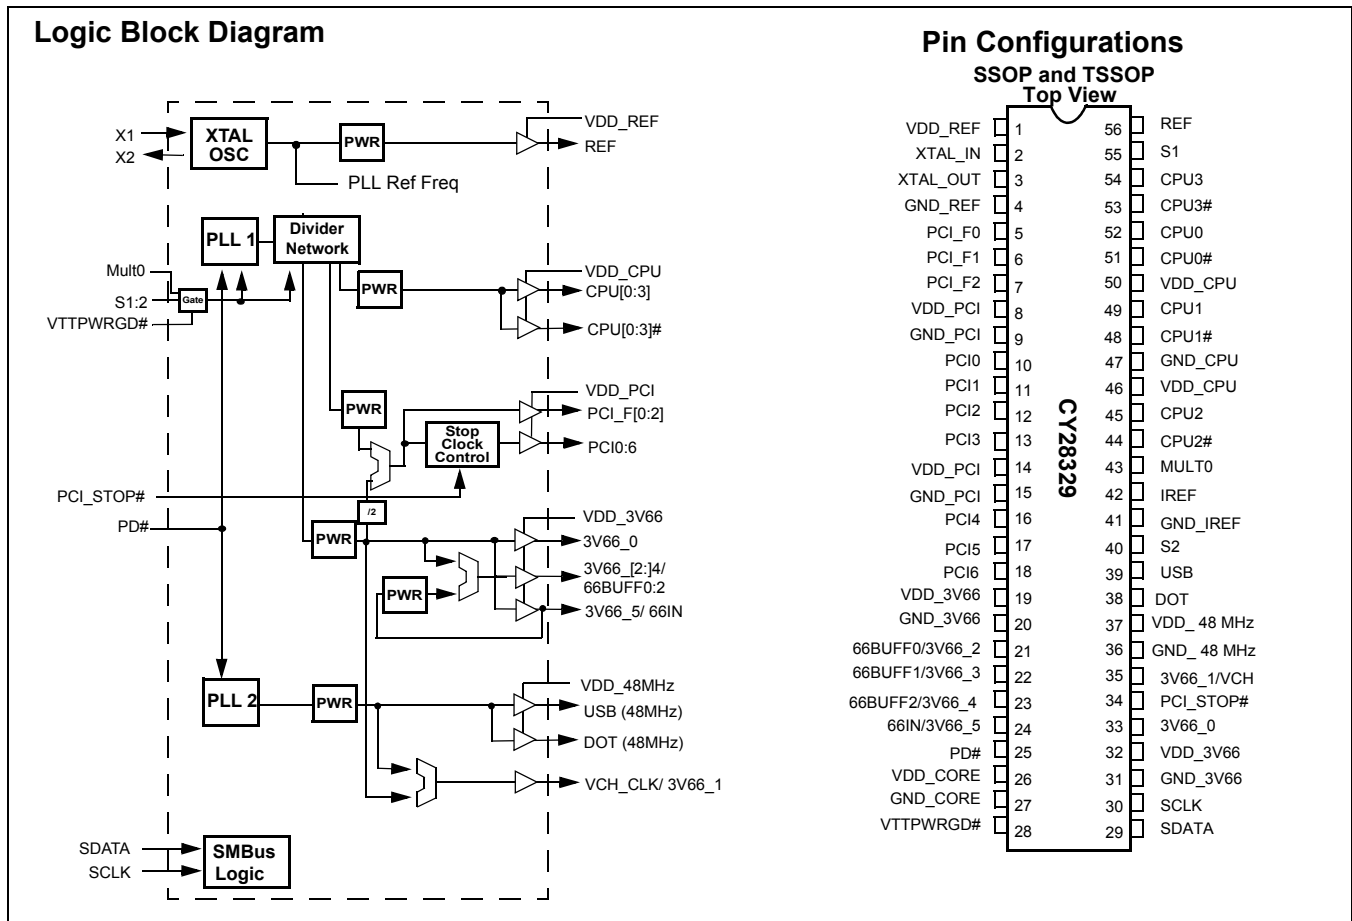 Logic Block Diagram
X1
X2
XTAL
OSC
PWR
VDD_REF
REF
PLL Ref Freq
PLL 1
Divider
Network
Mult0
S1:2
VTTPWRGD#
Gate
PWR
VDD_CPU
CPU[0:3]
CPU[0:3]#
PWR
VDD_PCI
PCI_F[0:2]
Stop
Clock
Control
PCI0:6
PCI_STOP#
PD#
/2
PWR
VDD_3V66
3V66_0
3V66_[2:]4/
66BUFF0:2
PWR
3V66_5/ 66IN
PLL 2
PWR
VDD_48MHz
USB (48MHz)
DOT (48MHz)
VCH_CLK/ 3V66_1
SDATA
SCLK
SMBus
Logic
Pin Configurations
SSOP and TSSOP
Top View
VDD_REF 1 56 REF
XTAL_IN 2 55 S1
XTAL_OUT 3 54 CPU3
GND_REF 4 53 CPU3#
PCI_F0 5 52 CPU0
PCI_F1 6 51 CPU0#
PCI_F2 7 50 VDD_CPU
VDD_PCI 8 49 CPU1
GND_PCI 9 48 CPU1#
PCI0 10 47 GND_CPU
PCI1 11 46 VDD_CPU
PCI2 12 45 CPU2
PCI3 13 44 CPU2#
VDD_PCI 14 43 MULT0
GND_PCI 15 42 IREF
PCI4 16 41 GND_IREF
PCI5 17 40 S2
PCI6 18 39 USB
VDD_3V66 19 38 DOT
GND_3V66 20 37 VDD_ 48 MHz
66BUFF0/3V66_2 21 36 GND_ 48 MHz
66BUFF1/3V66_3 22 35 3V66_1/VCH
66BUFF2/3V66_4 23 34 PCI_STOP#
66IN/3V66_5 24 33 3V66_0
PD# 25 32 VDD_3V66
VDD_CORE 26 31 GND_3V66
GND_CORE 27 30 SCLK
VTTPWRGD# 28 29 SDATA
CY28329